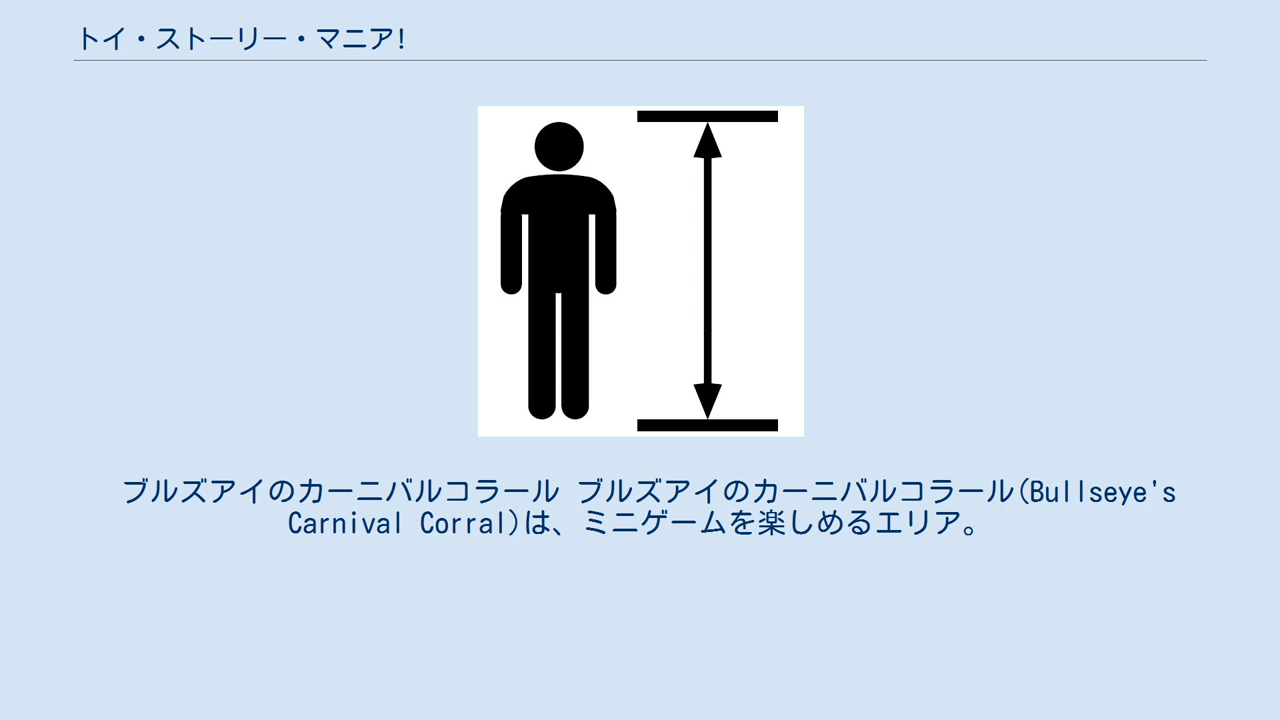 トイ・ストーリー・マニア!
ブルズアイのカーニバルコラール ブルズアイのカーニバルコラール(Bullseye's
Carnival Corral)は、ミニゲームを楽しめるエリア。